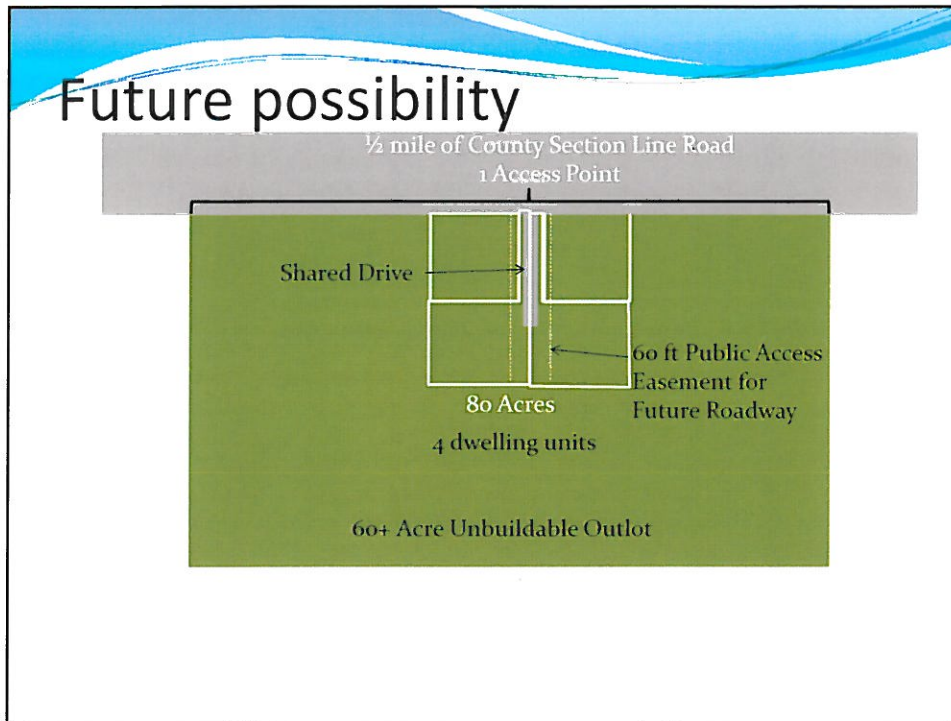 Future possibility
½ mile of County Section Line Road
1 Access Point
Shared Drive
60 ft Public Access
Easement for
Future Roadway
80 Acres
4 dwelling units
60+ Acre Unbuildable Outlot